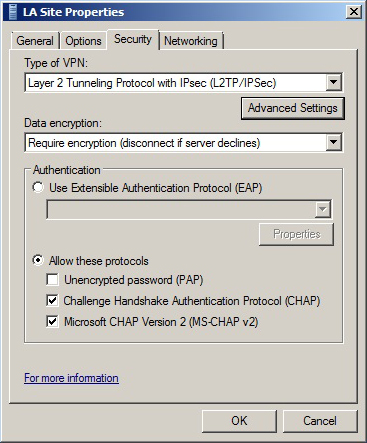 LA Site Properties
General Options Security Networking
Type of VPN:
Layer 2 Tunneling Protocol with IPsec (L2TP/IPSec)
Advanced Settings
Data encryption:
Require encryption (disconnect if server declines)
Authentication
Use Extensible Authentication Protocol (EAP)
Properties
Allow these protocols
Unencrypted password (PAP)
Challenge Handshake Authentication Protocol (CHAP)
Microsoft CHAP Version 2 (MS-CHAP v2)
For more information
OK Cancel